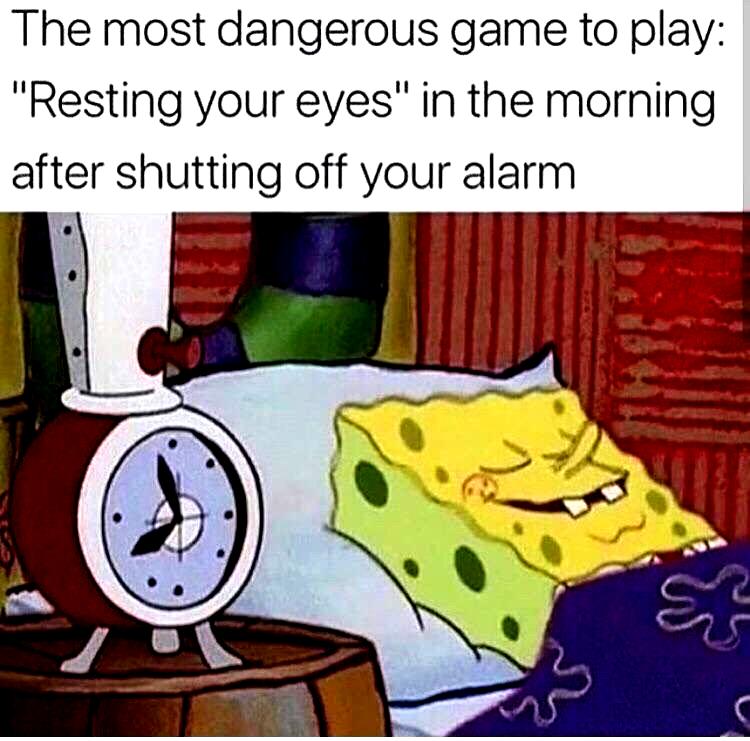 The most dangerous game to play:
"Resting your eyes" in the morning
after shutting off your alarm